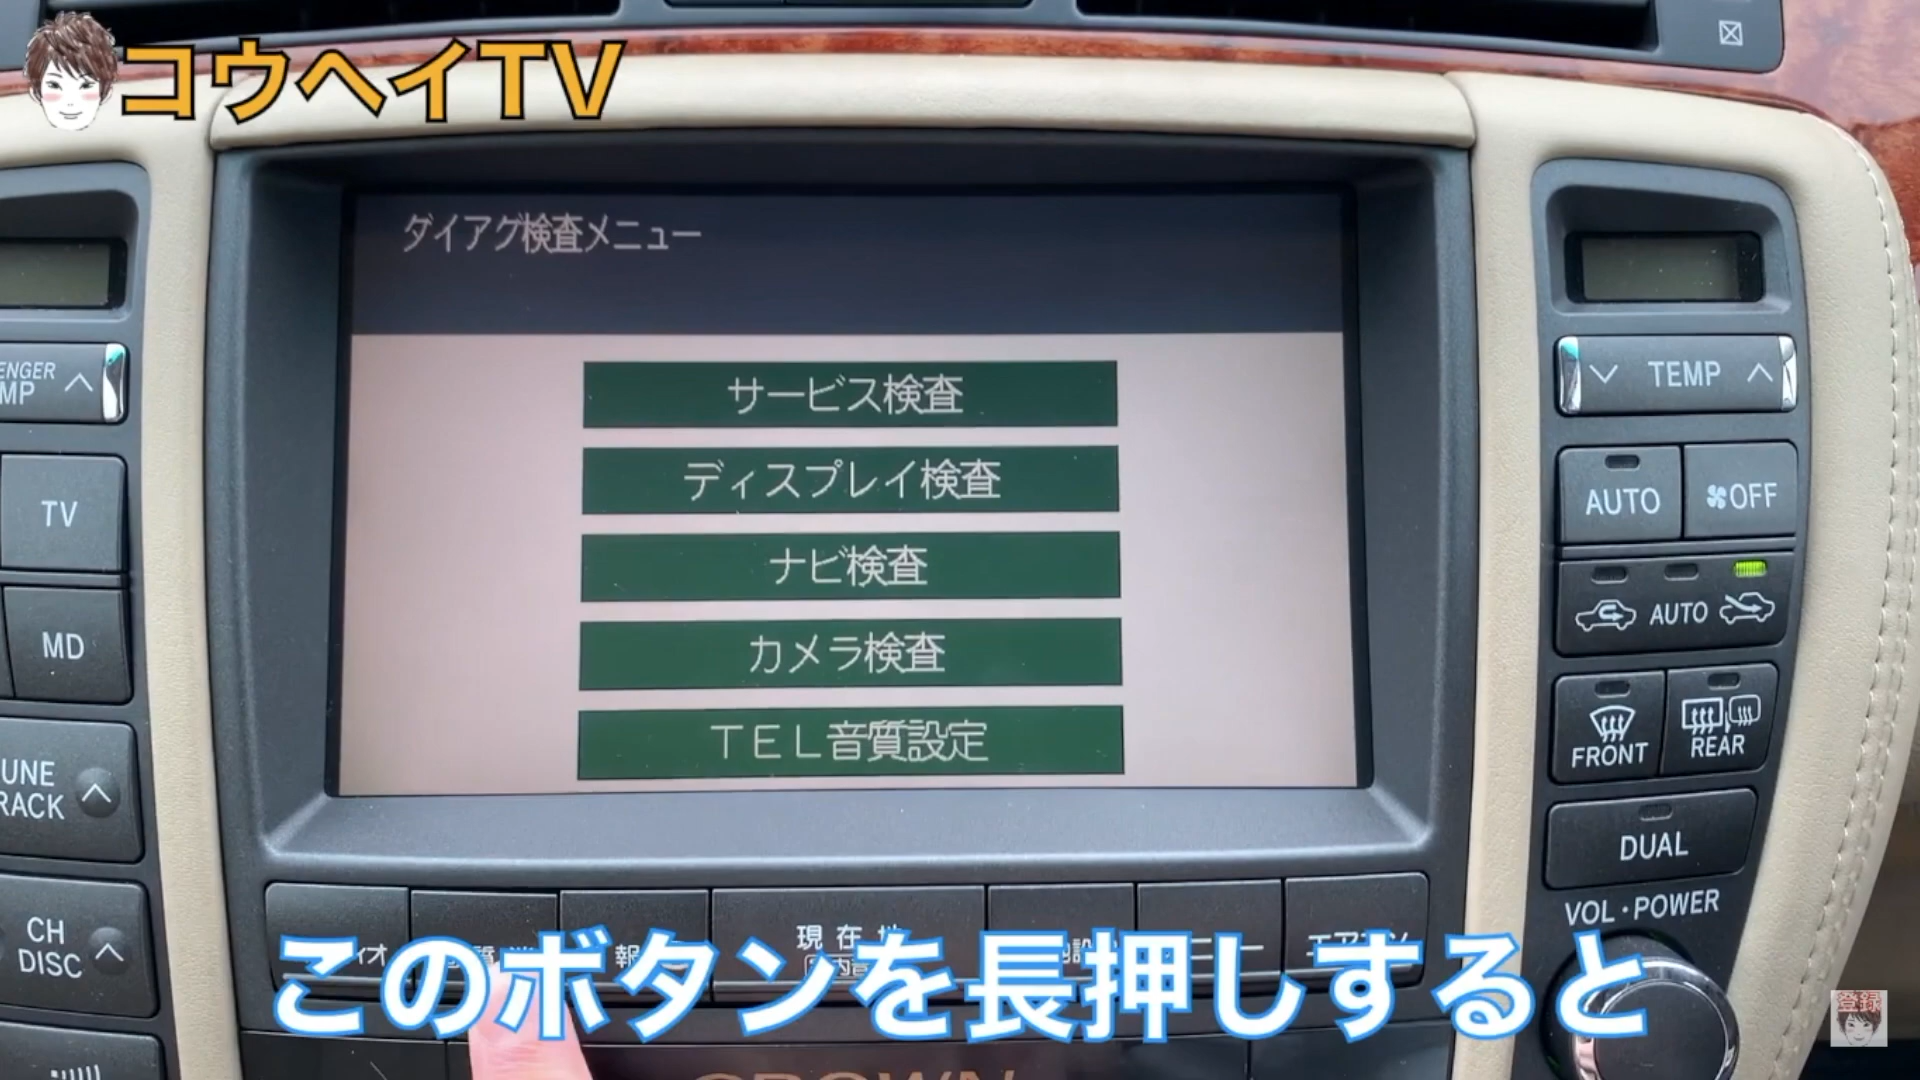 コウヘイTV
ダイアグ検査メニュー
サービス検査
ディスプレイ検査
ナビ検査
カメラ検査
TEL音質設定
TEMP
AUTO
OFF
AUTO
FRONT
REAR
DUAL
VOL・POWER
TV
MD
CH
DISC
現在地
このボタンを長押しすると
登録